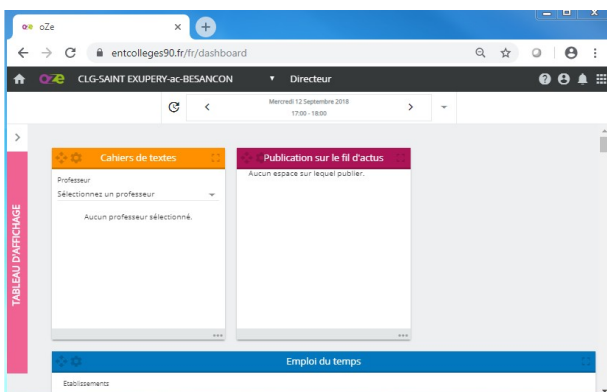 oZe
entcolleges90.fr/fr/dashboard
oZe CLG-SAINT EXUPERY-ac-BESANCON Directeur
Mercredi 12 Septembre 2018
17:00 - 18:00
TABLEAU D'AFFICHAGE
Cahiers de textes
Professeur
Sélectionnez un professeur
Aucun professeur sélectionné.
Publication sur le fil d'actus
Aucun espace sur lequel publier.
Emploi du temps
Etablissements